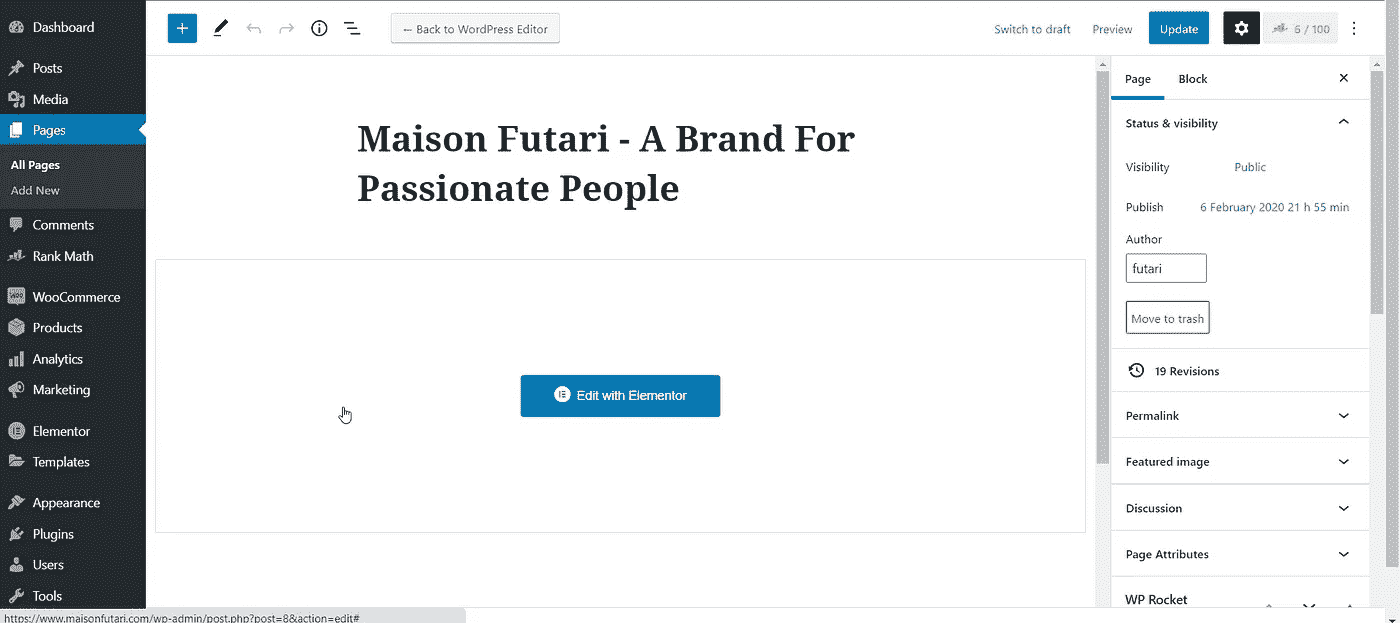 Dashboard
Posts
Media
Pages
All Pages
Add New
Comments
Rank Math
WooCommerce
Products
Analytics
Marketing
Elementor
Templates
Appearance
Plugins
Users
Tools
← Back to WordPress Editor
Switch to draft
Preview
Update
6 / 100
Maison Futari - A Brand For
Passionate People
Edit with Elementor
Page
Block
Status & visibility
Visibility
Public
Publish
6 February 2020 21 h 55 min
Author
futari
Move to trash
19 Revisions
Permalink
Featured image
Discussion
Page Attributes
WP Rocket
https://www.maisonfutari.com/wp-admin/post.php?post=8&action=edit#